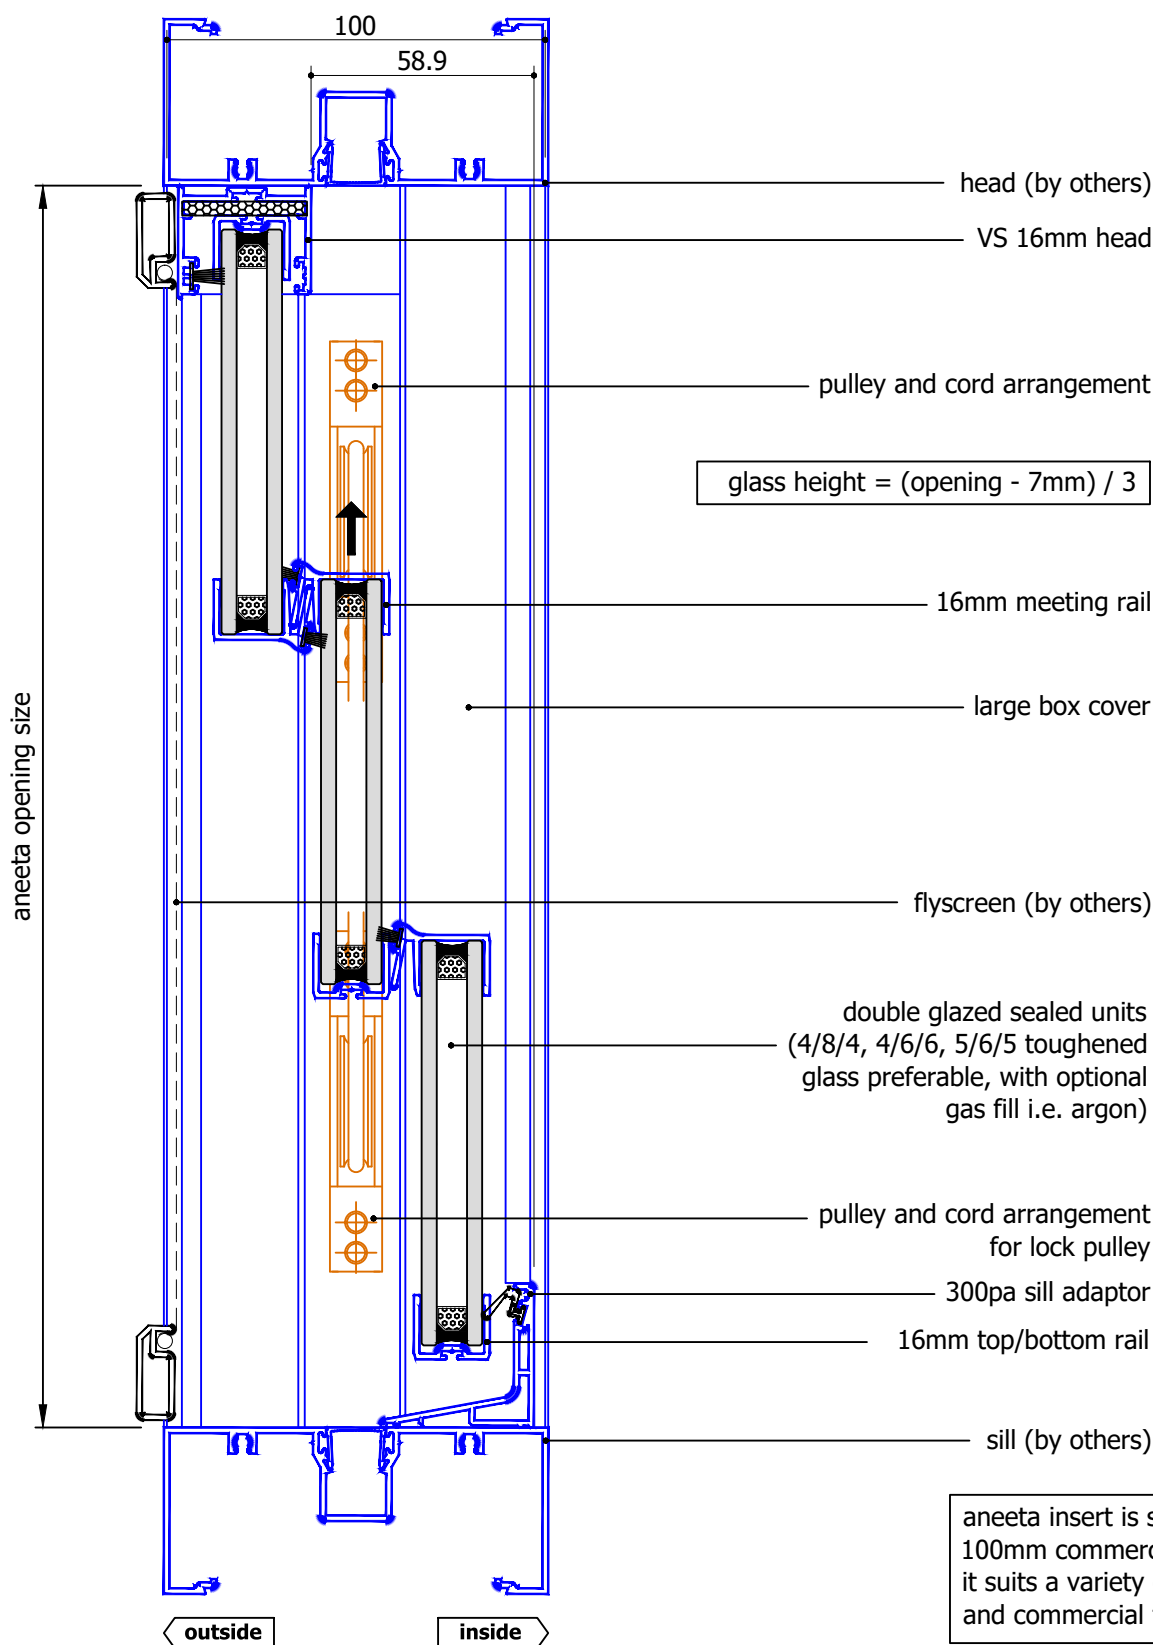 100
58.9
head (by others)
VS 16mm head
pulley and cord arrangement
glass height = (opening - 7mm) / 3
16mm meeting rail
large box cover
aneeta opening size
flyscreen (by others)
double glazed sealed units
(4/8/4, 4/6/6, 5/6/5 toughened
glass preferable, with optional
gas fill i.e. argon)
pulley and cord arrangement
for lock pulley
300pa sill adaptor
16mm top/bottom rail
sill (by others)
aneeta insert is
100mm
it suits a variety
and commercial
outside
inside